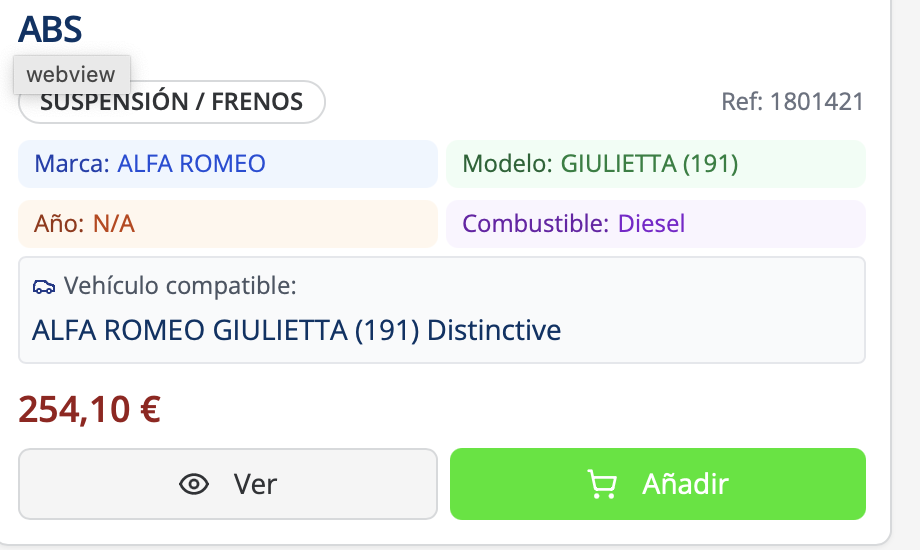 ABS
webview
SUSPENSIÓN / FRENOS
Ref: 1801421
Marca: ALFA ROMEO
Modelo: GIULIETTA (191)
Año: N/A
Combustible: Diesel
Vehículo compatible:
ALFA ROMEO GIULIETTA (191) Distinctive
254,10 €
Ver
Añadir